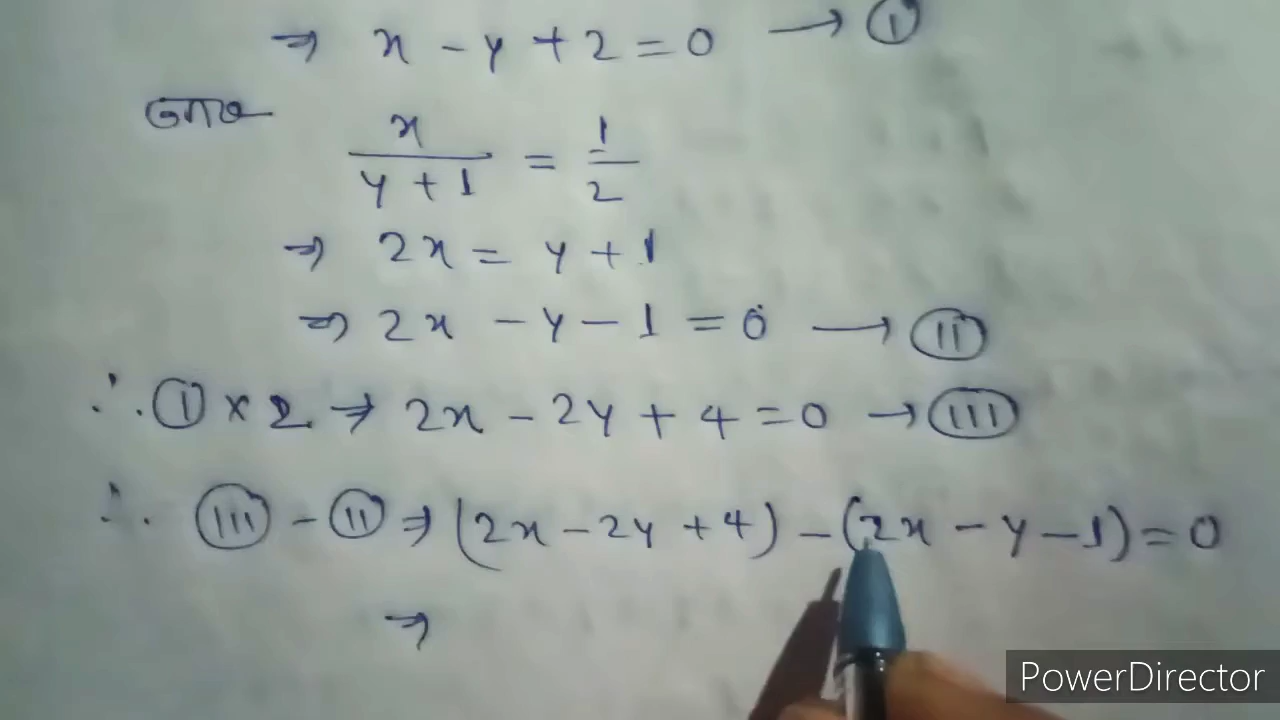 ⇒ x - y + 2 = 0 → Ⓘ
আৰু
x / y + 1 = 1 / 2
⇒ 2x = y + 1
⇒ 2x - y - 1 = 0 → (II)
∴ Ⓘ × 2 ⇒ 2x - 2y + 4 = 0 → (III)
∴ (III) - (II) ⇒ (2x - 2y + 4) - (2x - y - 1) = 0
⇒
PowerDirector